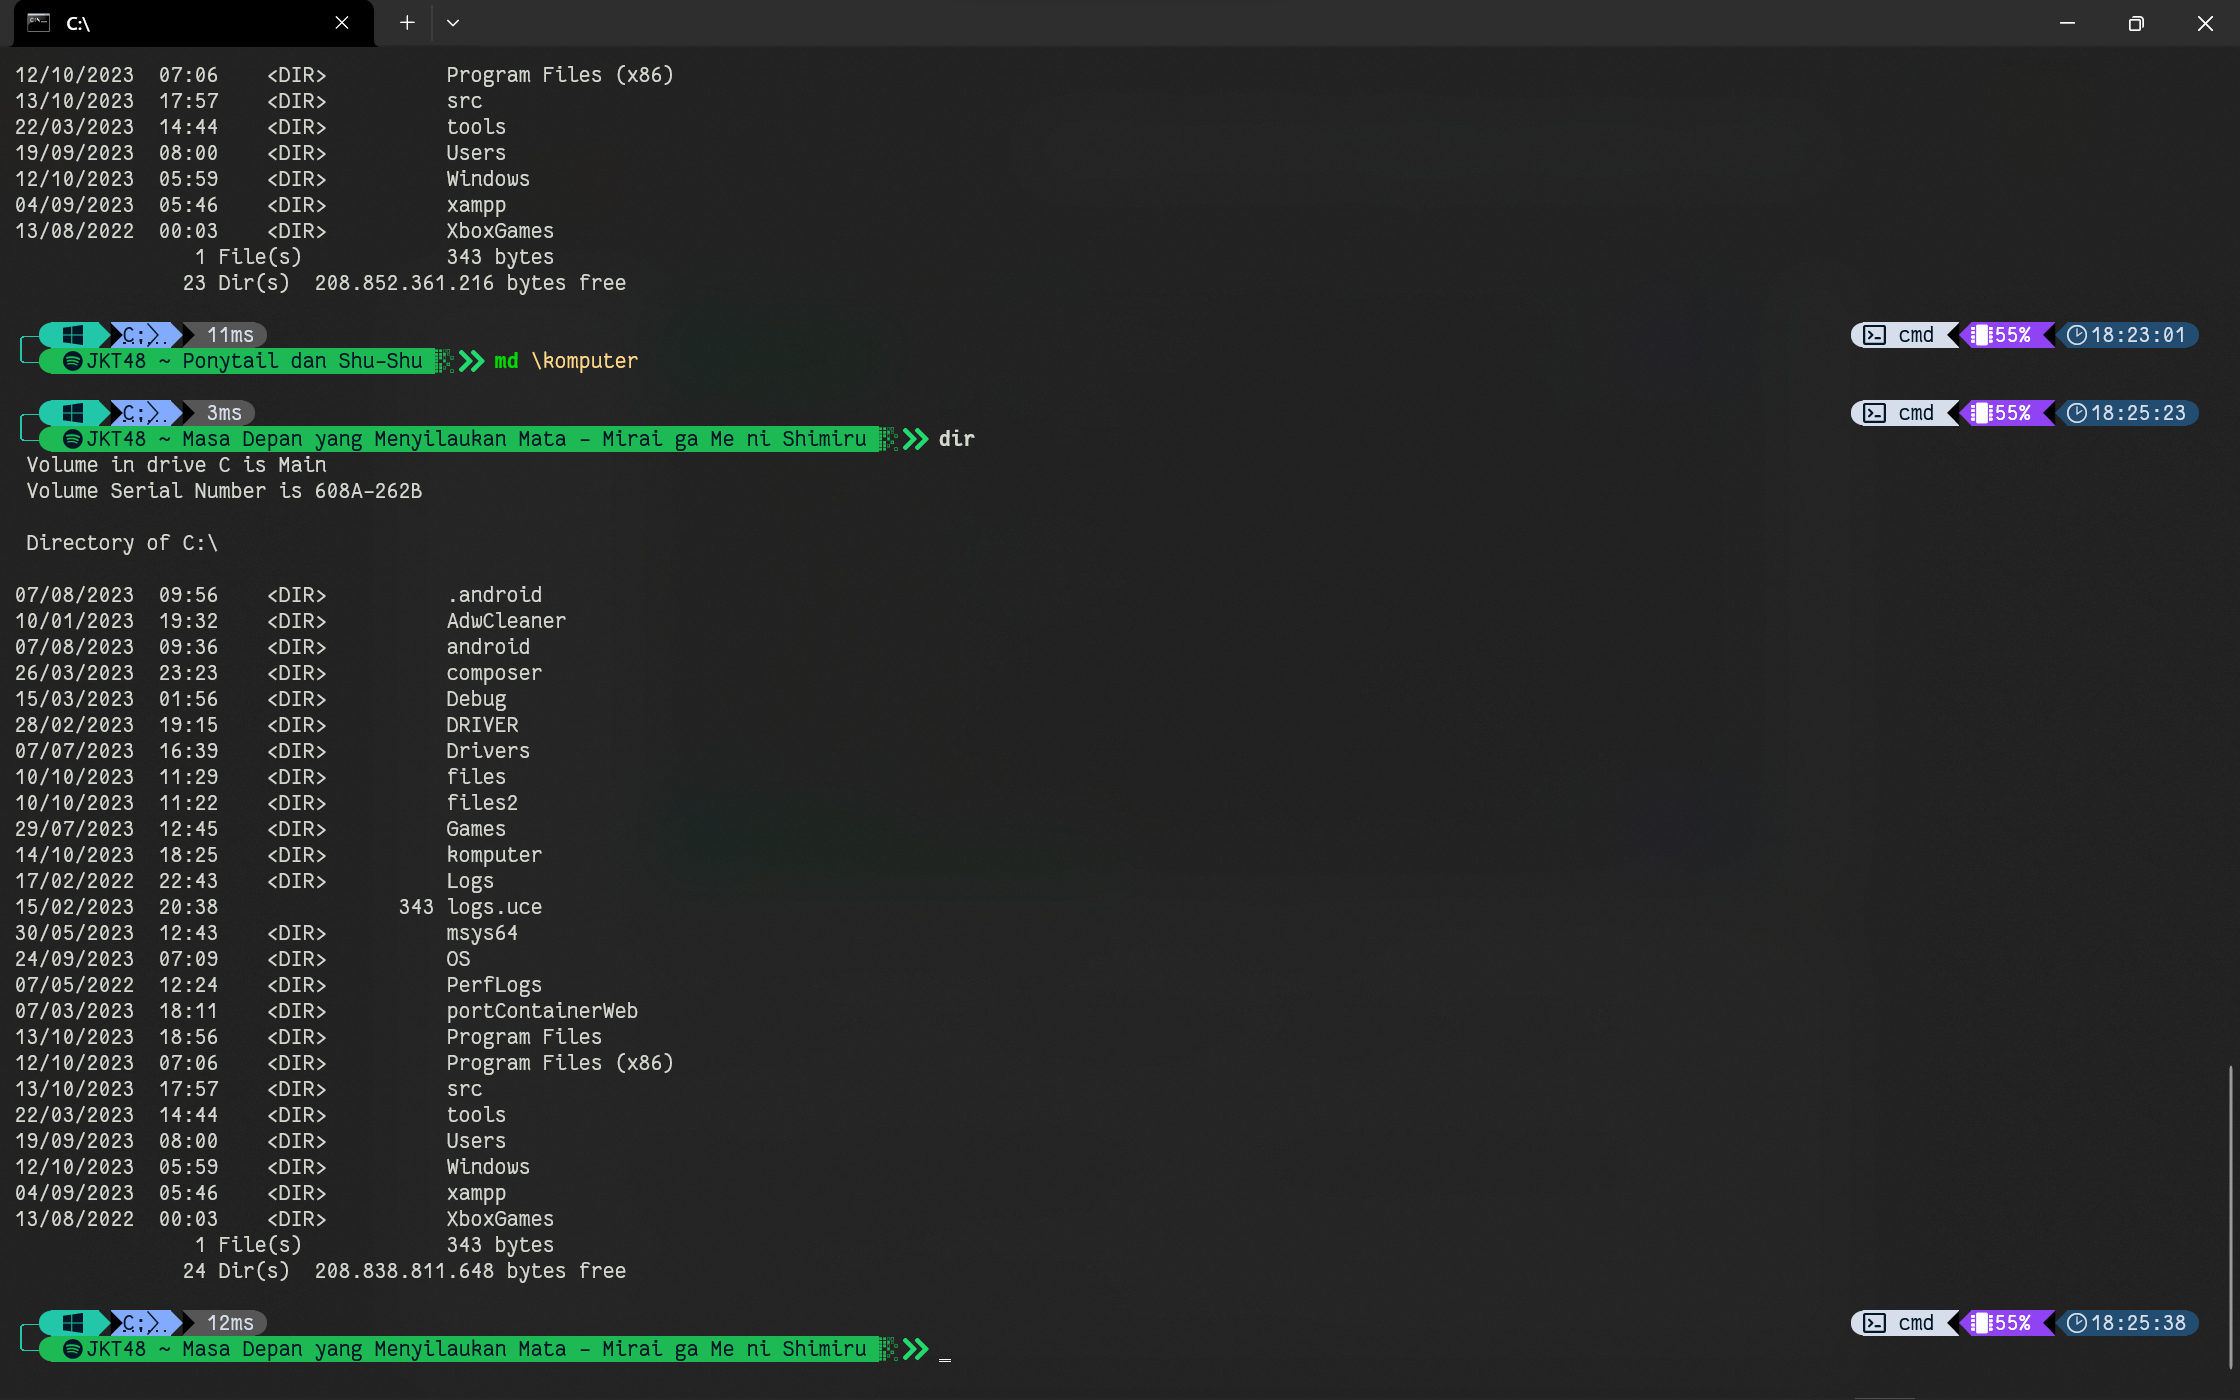 C:\
12/10/2023  07:06    <DIR>          Program Files (x86)
13/10/2023  17:57    <DIR>          src
22/03/2023  14:44    <DIR>          tools
19/09/2023  08:00    <DIR>          Users
12/10/2023  05:59    <DIR>          Windows
04/09/2023  05:46    <DIR>          xampp
13/08/2022  00:03    <DIR>          XboxGames
1 File(s)            343 bytes
23 Dir(s)  208.852.361.216 bytes free
C:\ 11ms cmd 55% 18:23:01
JKT48 ~ Ponytail dan Shu-Shu md \komputer
C:\ 3ms cmd 55% 18:25:23
JKT48 ~ Masa Depan yang Menyilaukan Mata - Mirai ga Me ni Shimiru dir
Volume in drive C is Main
Volume Serial Number is 608A-262B
Directory of C:\
07/08/2023  09:56    <DIR>          .android
10/01/2023  19:32    <DIR>          AdwCleaner
07/08/2023  09:36    <DIR>          android
26/03/2023  23:23    <DIR>          composer
15/03/2023  01:56    <DIR>          Debug
28/02/2023  19:15    <DIR>          DRIVER
07/07/2023  16:39    <DIR>          Drivers
10/10/2023  11:29    <DIR>          files
10/10/2023  11:22    <DIR>          files2
29/07/2023  12:45    <DIR>          Games
14/10/2023  18:25    <DIR>          komputer
17/02/2022  22:43    <DIR>          Logs
15/02/2023  20:38               343 logs.uce
30/05/2023  12:43    <DIR>          msys64
24/09/2023  07:09    <DIR>          OS
07/05/2022  12:24    <DIR>          PerfLogs
07/03/2023  18:11    <DIR>          portContainerWeb
13/10/2023  18:56    <DIR>          Program Files
12/10/2023  07:06    <DIR>          Program Files (x86)
13/10/2023  17:57    <DIR>          src
22/03/2023  14:44    <DIR>          tools
19/09/2023  08:00    <DIR>          Users
12/10/2023  05:59    <DIR>          Windows
04/09/2023  05:46    <DIR>          xampp
13/08/2022  00:03    <DIR>          XboxGames
1 File(s)            343 bytes
24 Dir(s)  208.838.811.648 bytes free
C:\ 12ms cmd 55% 18:25:38
JKT48 ~ Masa Depan yang Menyilaukan Mata - Mirai ga Me ni Shimiru _